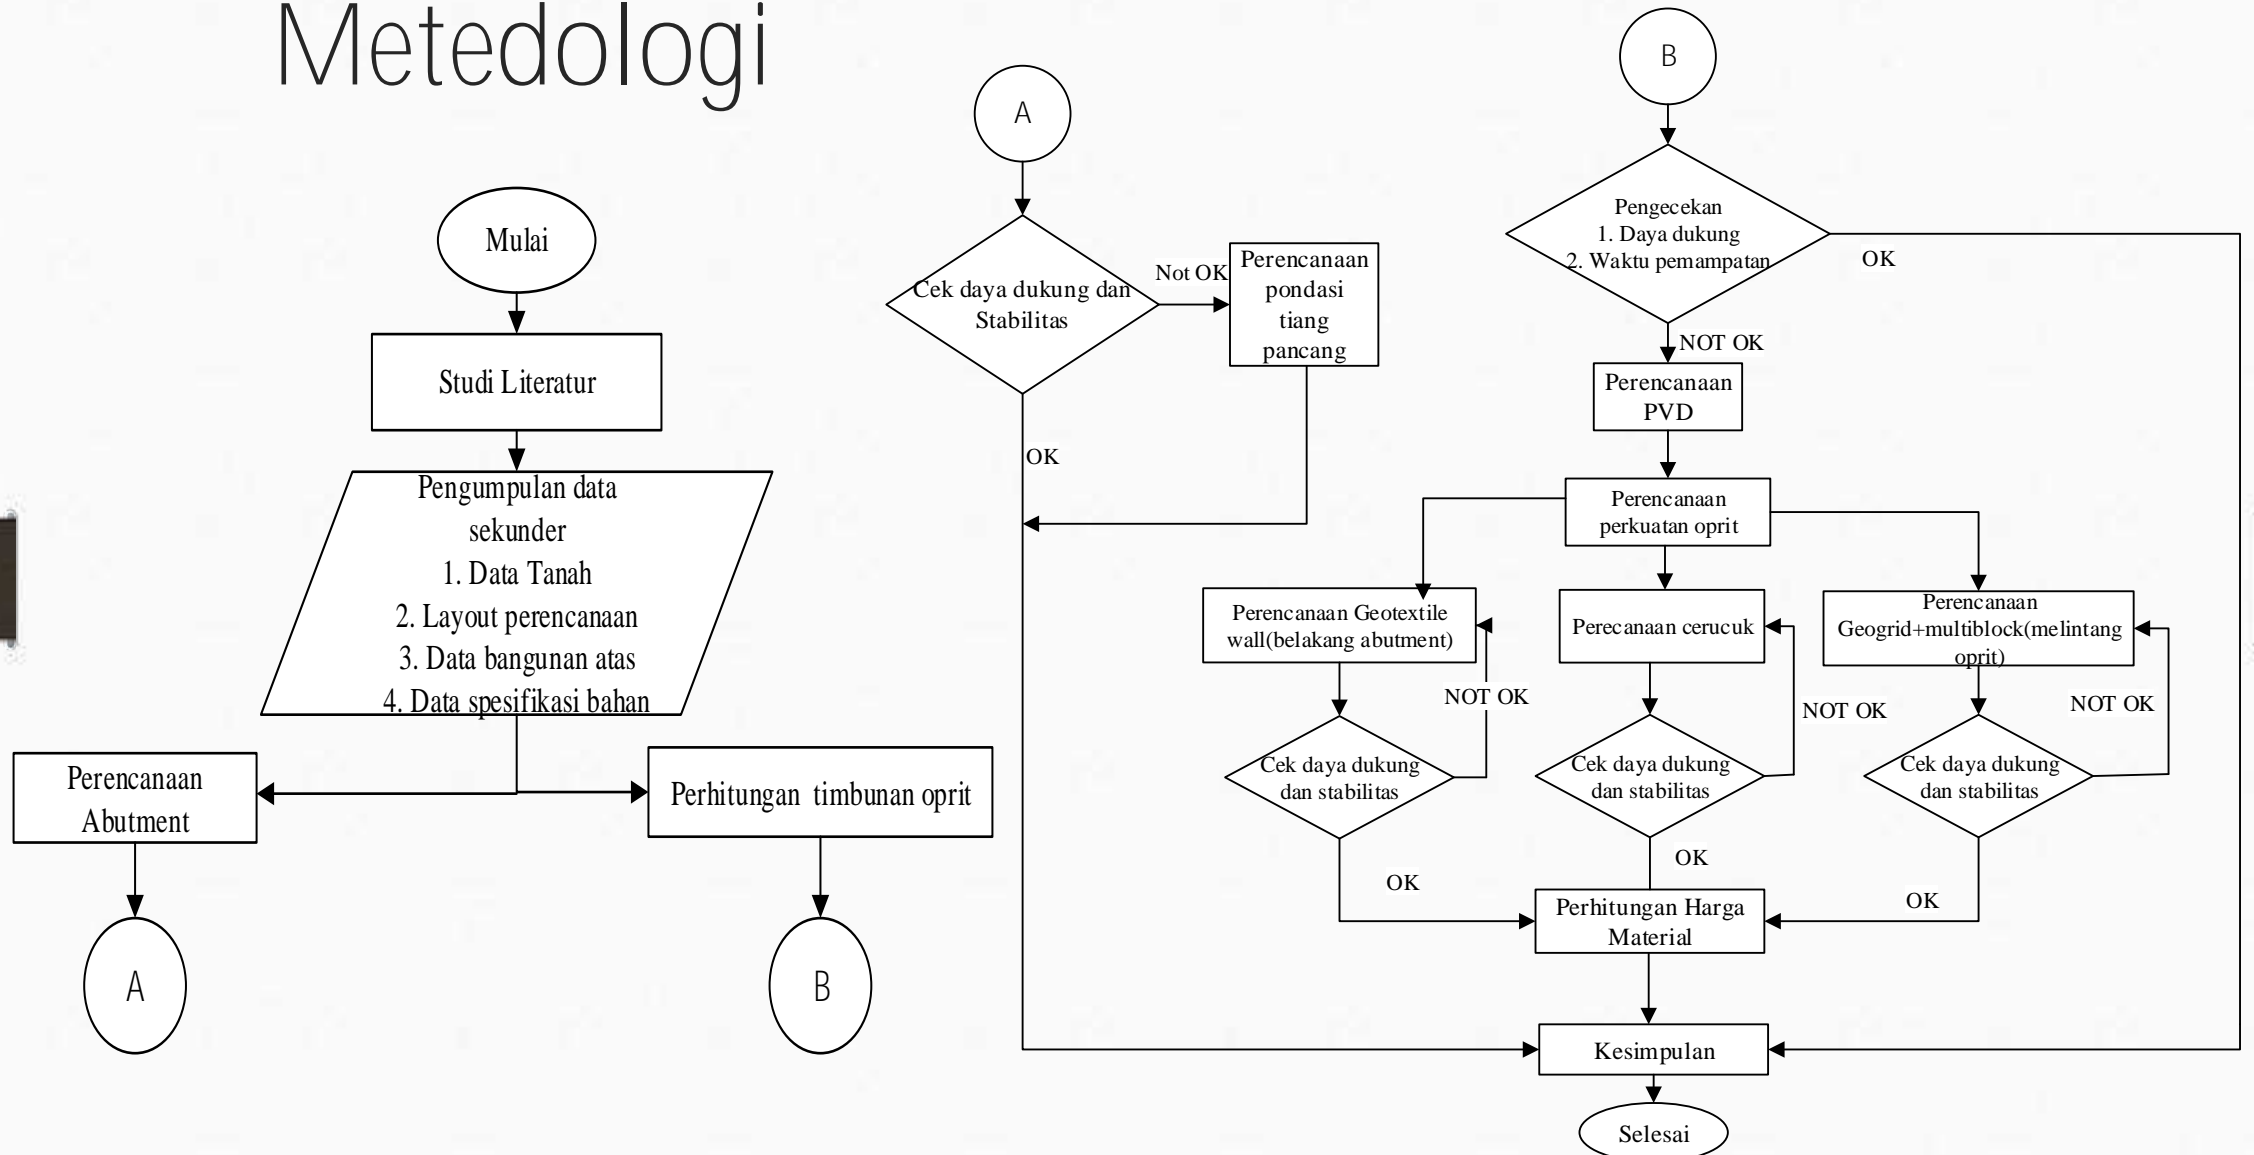 Metedologi
Mulai
Studi Literatur
Pengumpulan data
sekunder
1. Data Tanah
2. Layout perencanaan
3. Data bangunan atas
4. Data spesifikasi bahan
Perencanaan
Abutment
Perhitungan timbunan oprit
A
B
A
Cek daya dukung dan
Stabilitas
Not OK
Perencanaan
pondasi
tiang
pancang
OK
B
Pengecekan
1. Daya dukung
2. Waktu pemampatan
OK
NOT OK
Perencanaan
PVD
Perencanaan
perkuatan oprit
Perencanaan Geotextile
wall(belakang abutment)
Perecanaan cerucuk
Perencanaan
Geogrid+multiblock(melintang
oprit)
NOT OK
NOT OK
NOT OK
Cek daya dukung
dan stabilitas
Cek daya dukung
dan stabilitas
Cek daya dukung
dan stabilitas
OK
OK
OK
Perhitungan Harga
Material
Kesimpulan
Selesai